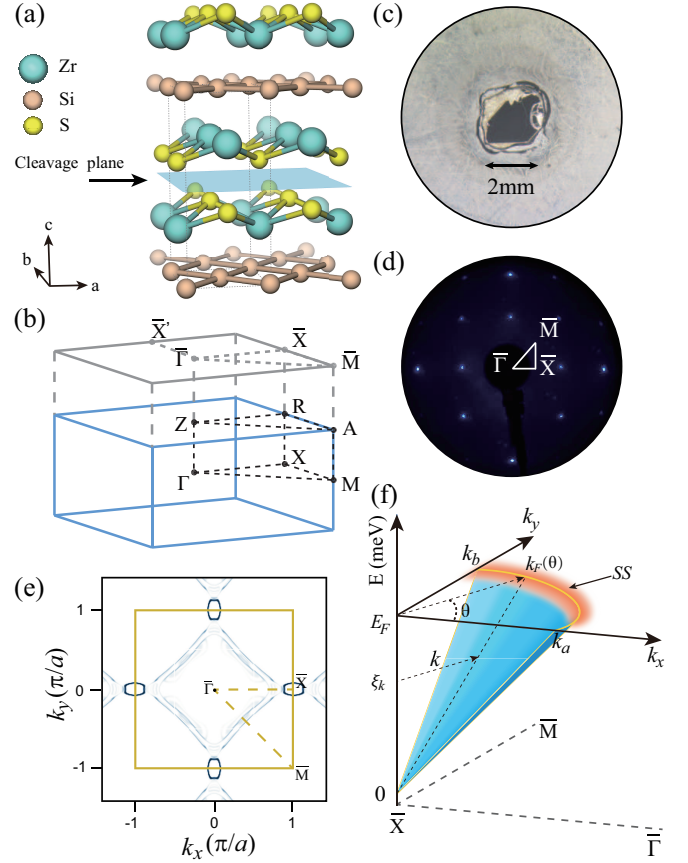 (a)
Zr
Si
S
Cleavage plane
c
b
a
(b)
X̅'
Γ̅
X̅
M̅
Z
R
A
Γ
X
M
(c)
2mm
(d)
M̅
Γ̅
X̅
(e)
k_y (π/a)
1
0
-1
Γ̅
X̅
M̅
-1
0
1
k_x (π/a)
(f)
E (meV)
k_y
k_b
k_F(θ)
SS
θ
E_F
k_a
k_x
k
ξ_k
M̅
0
X̅
Γ̅